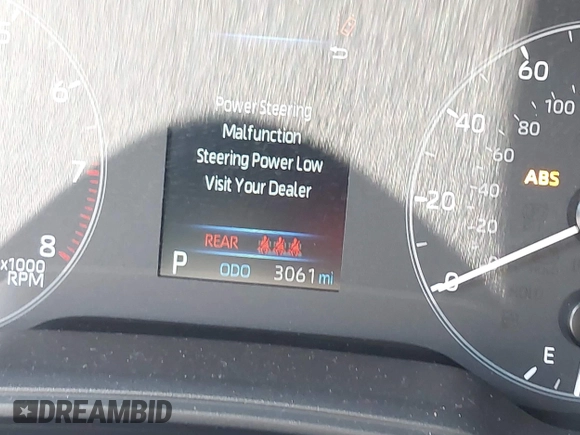 Power Steering
Malfunction
Steering Power Low
Visit Your Dealer
REAR
P ODO 3061 mi
6
7
8
x1000
RPM
60
40
20
0
100
80
60
40
20
ABS
E
DREAMBID